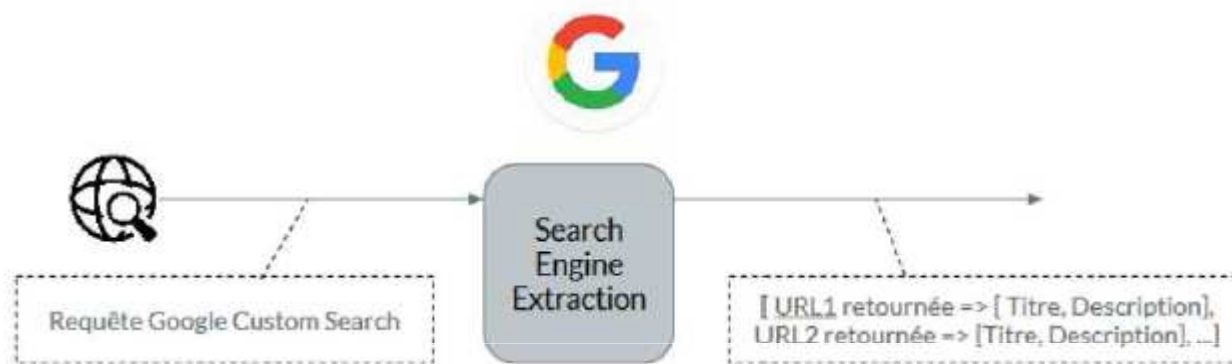 Search
Engine
Extraction
Requête Google Custom Search
[ URL1 retournée => [ Titre, Description],
URL2 retournée => [Titre, Description], ...]